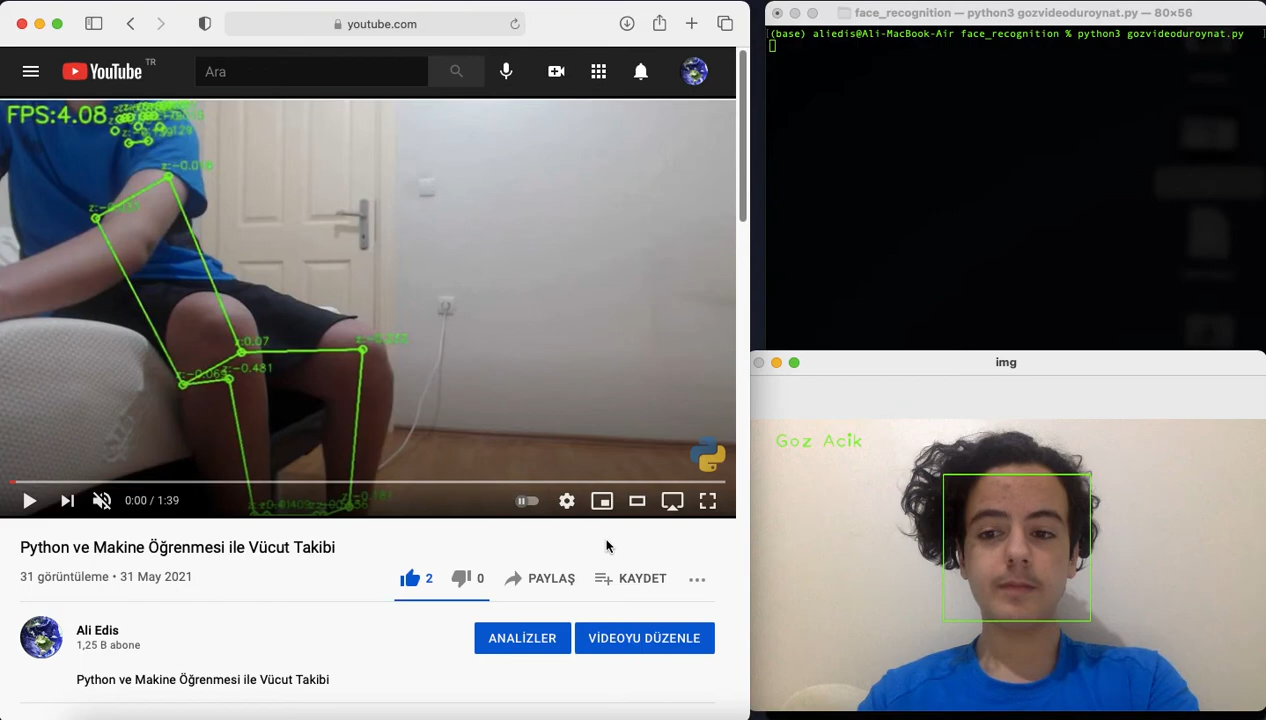 youtube.com
YouTube TR
Ara
FPS:4.08
z:-0.481
z:0.07
0:00 / 1:39
Python ve Makine Öğrenmesi ile Vücut Takibi
31 görüntüleme • 31 May 2021
2
0
PAYLAŞ
KAYDET
Ali Edis
1,25 B abone
ANALİZLER
VİDEOYU DÜZENLE
Python ve Makine Öğrenmesi ile Vücut Takibi
face_recognition — python3 gozvideoduroynat.py — 80×56
(base) aliedis@Ali-MacBook-Air face_recognition % python3 gozvideoduroynat.py
img
Goz Acik